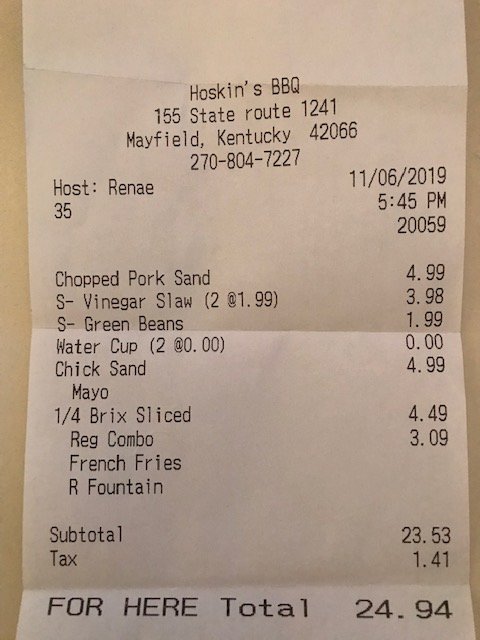 Hoskin's BBQ
155 State route 1241
Mayfield, Kentucky 42066
270-804-7227
Host: Renae 11/06/2019
35 5:45 PM
20059
Chopped Pork Sand 4.99
S- Vinegar Slaw (2 @1.99) 3.98
S- Green Beans 1.99
Water Cup (2 @0.00) 0.00
Chick Sand 4.99
Mayo
1/4 Brix Sliced 4.49
Reg Combo 3.09
French Fries
R Fountain
Subtotal 23.53
Tax 1.41
FOR HERE Total 24.94